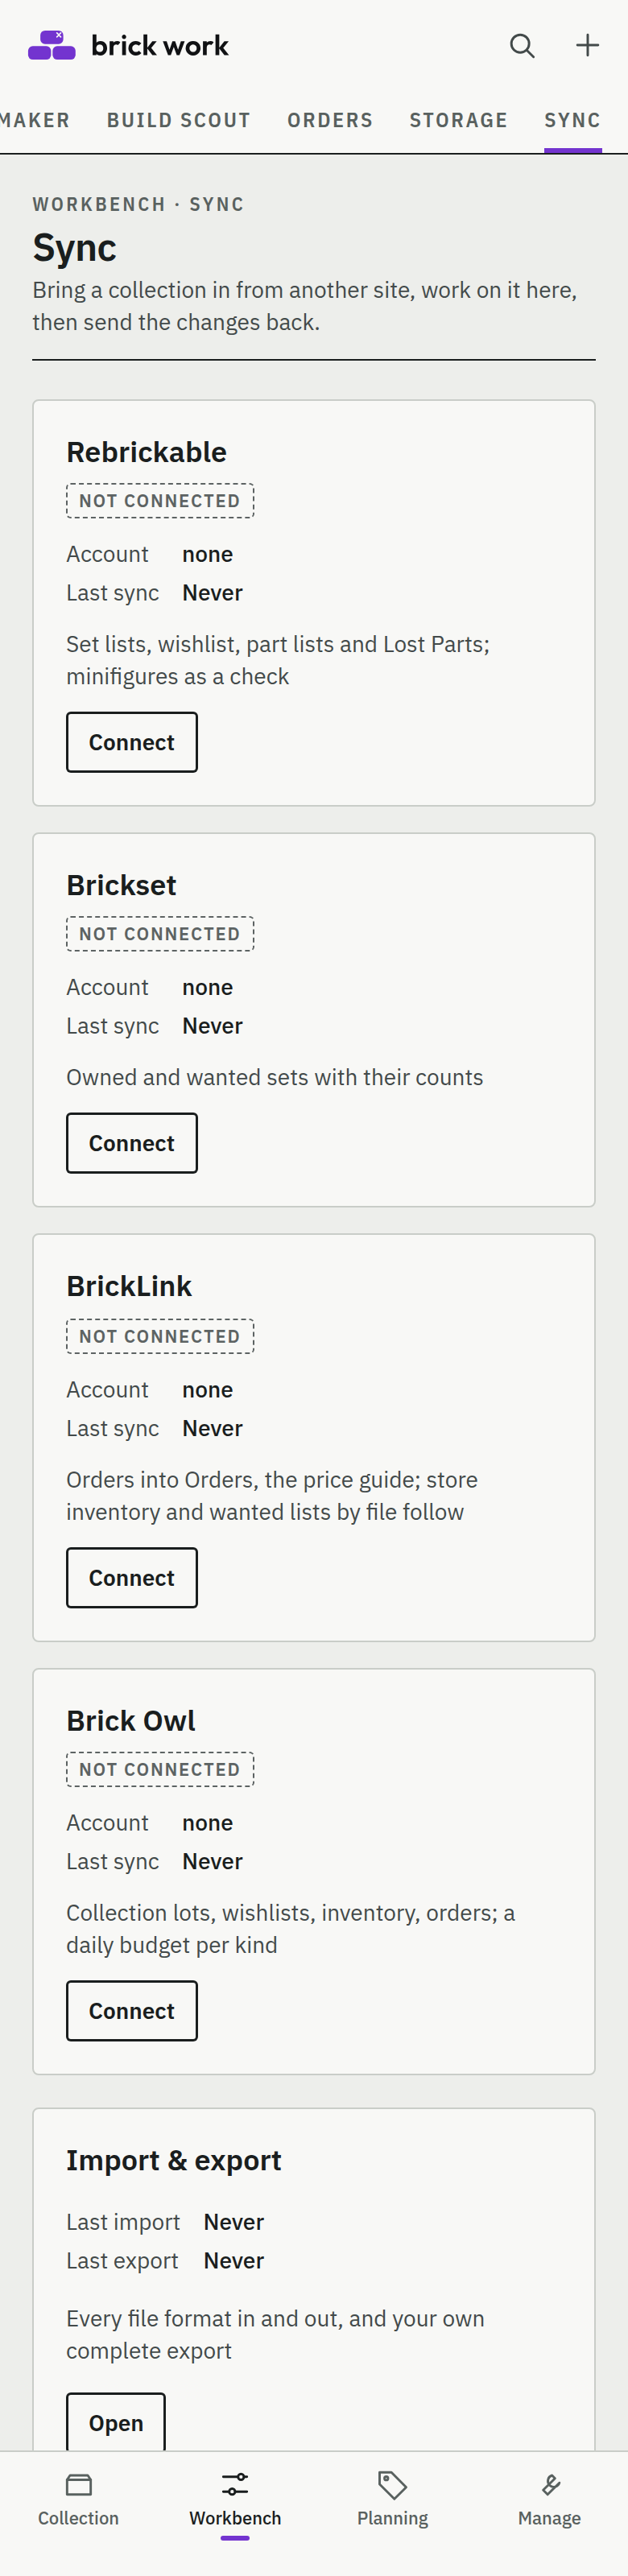 brick work
MAKER BUILD SCOUT ORDERS STORAGE SYNC
WORKBENCH · SYNC
Sync
Bring a collection in from another site, work on it here,
then send the changes back.
Rebrickable
NOT CONNECTED
Account none
Last sync Never
Set lists, wishlist, part lists and Lost Parts;
minifigures as a check
Connect
Brickset
NOT CONNECTED
Account none
Last sync Never
Owned and wanted sets with their counts
Connect
BrickLink
NOT CONNECTED
Account none
Last sync Never
Orders into Orders, the price guide; store
inventory and wanted lists by file follow
Connect
Brick Owl
NOT CONNECTED
Account none
Last sync Never
Collection lots, wishlists, inventory, orders; a
daily budget per kind
Connect
Import & export
Last import Never
Last export Never
Every file format in and out, and your own
complete export
Open
Collection Workbench Planning Manage